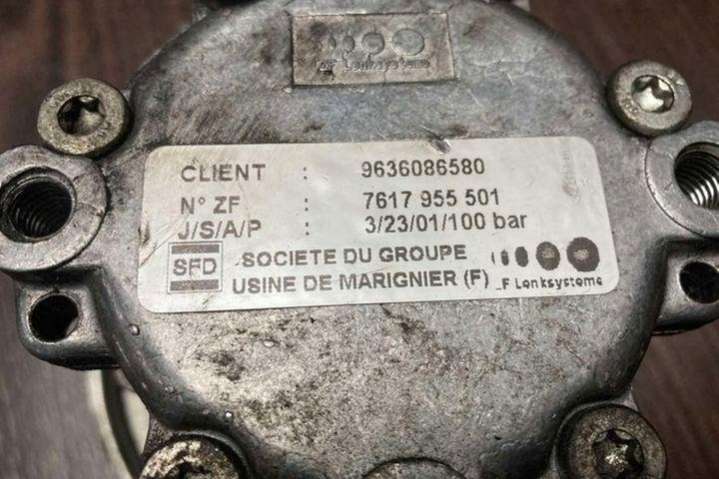 F Lenksysteme
CLIENT : 9636086580
N° ZF : 7617 955 501
J/S/A/P : 3/23/01/100 bar
SFD SOCIETE DU GROUPE
USINE DE MARIGNIER (F) F Lenksysteme